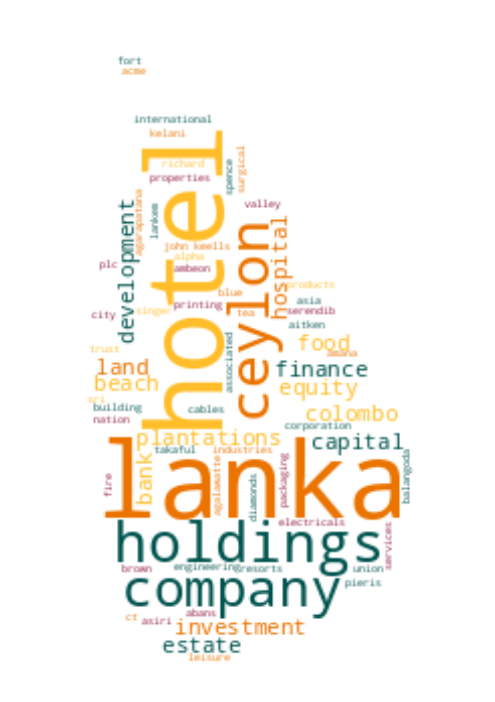 fort
acme
international
kelani
hotel
richard
spence
surgical
properties
development
agarapatana
lankem
valley
ceylon
hospital
john keells
alpha
plc
ambeon
products
blue
asia
printing
tea
serendib
city
singer
aitken
associated
food
trust
amana
land
finance
beach
equity
sri
building
cables
colombo
nation
corporation
plantations
capital
lanka
takaful
industries
bank
agalawatte
packaging
balangoda
fire
diamonds
electricals
holdings
services
brown
engineering
resorts
union
company
pieris
abans
ct
asiri
investment
estate
leisure